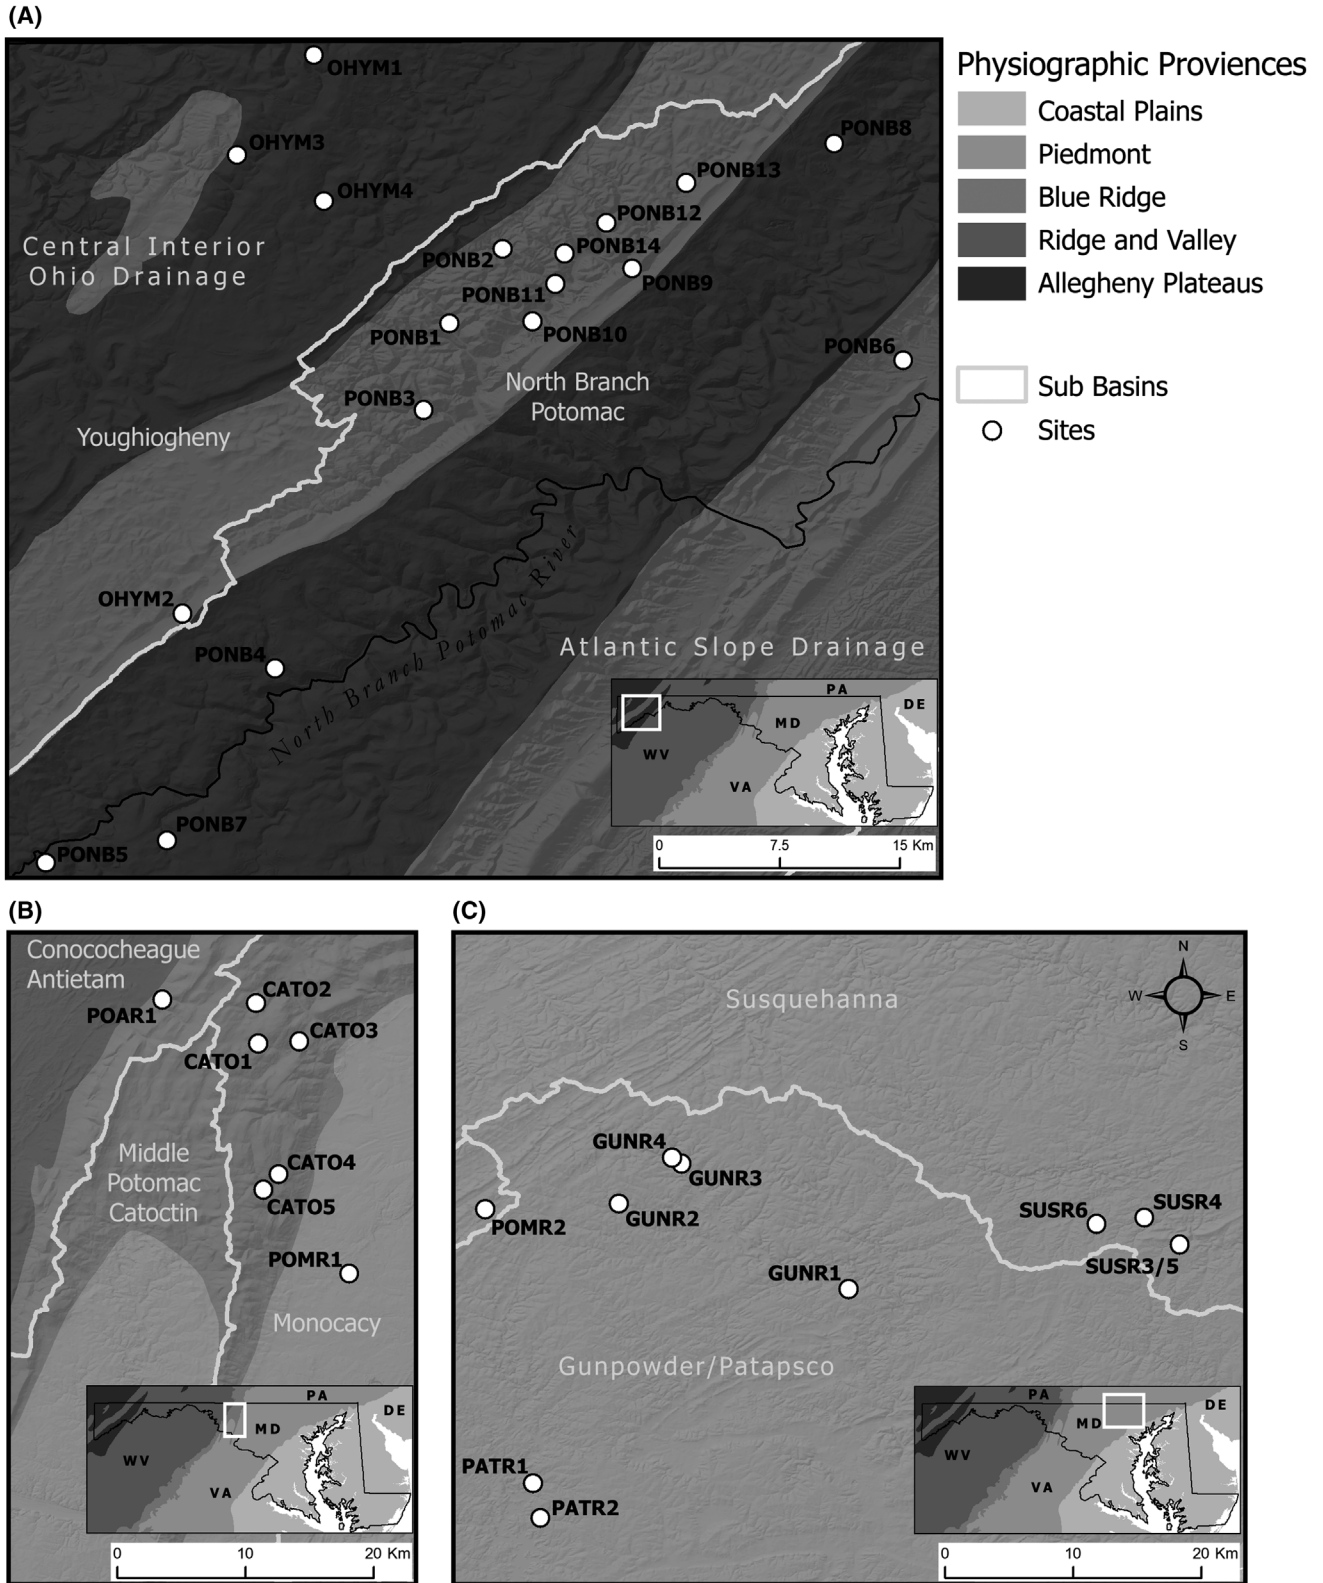 (A)
OHYM1
OHYM3
OHYM4
PONB8
PONB13
PONB12
PONB14
PONB2
PONB9
PONB11
PONB1
PONB10
PONB6
PONB3
Central Interior
Ohio Drainage
North Branch
Potomac
Youghiogheny
OHYM2
PONB4
North Branch Potomac River
Atlantic Slope Drainage
PONB7
PONB5
PA
DE
MD
WV
VA
0 7.5 15 Km
Physiographic Proviences
Coastal Plains
Piedmont
Blue Ridge
Ridge and Valley
Allegheny Plateaus
Sub Basins
Sites
(B)
Conococheague
Antietam
POAR1
CATO2
CATO3
CATO1
Middle
Potomac
Catoctin
CATO4
CATO5
POMR1
Monocacy
PA
DE
MD
WV
VA
0 10 20 Km
(C)
Susquehanna
N
W E
S
GUNR4
GUNR3
GUNR2
POMR2
GUNR1
SUSR6
SUSR4
SUSR3/5
Gunpowder/Patapsco
PATR1
PATR2
PA
DE
MD
WV
VA
0 10 20 Km